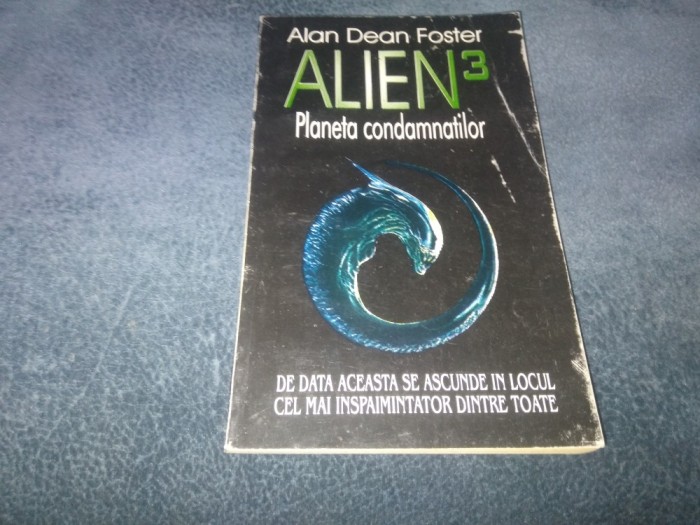 Alan Dean Foster
ALIEN³
Planeta condamnatilor
DE DATA ACEASTA SE ASCUNDE IN LOCUL
CEL MAI INSPAIMINTATOR DINTRE TOATE